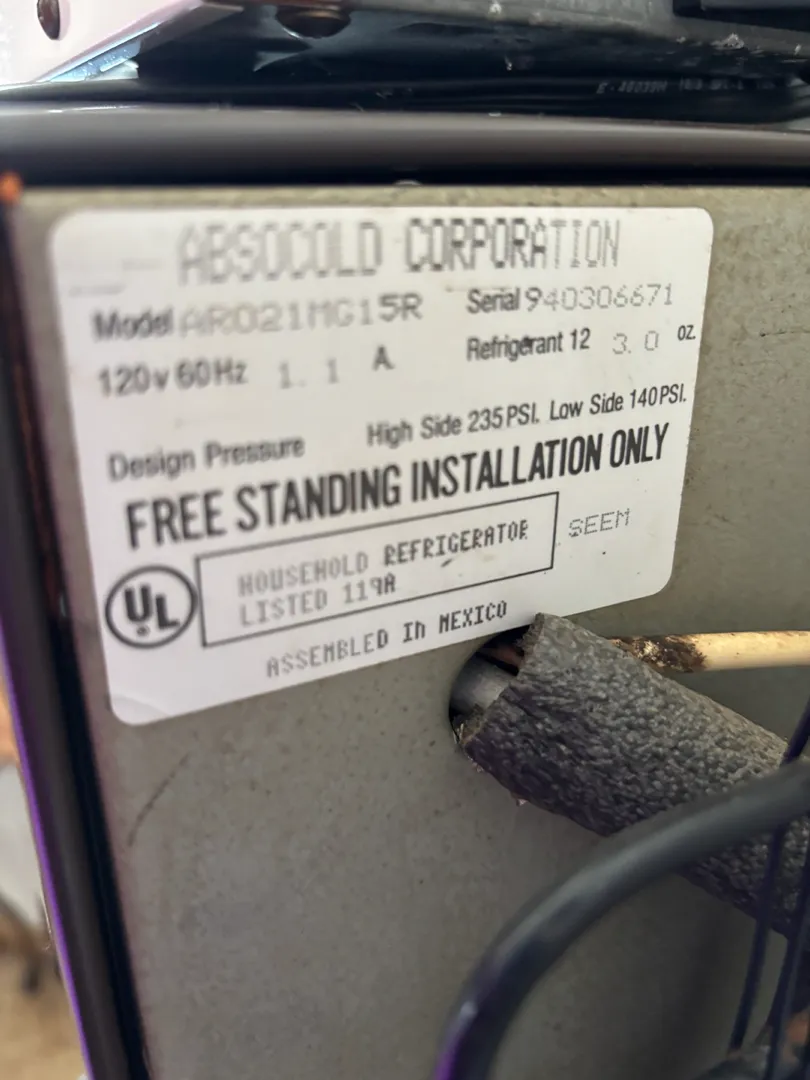 ABSOCOLD CORPORATION
Model ARD21MG15R Serial 940306671
120v 60Hz 1.1 A. Refrigerant 12 3.0 oz.
Design Pressure High Side 235 PSI. Low Side 140 PSI.
FREE STANDING INSTALLATION ONLY
UL HOUSEHOLD REFRIGERATOR SEEM
LISTED 119A
ASSEMBLED In MEXICO